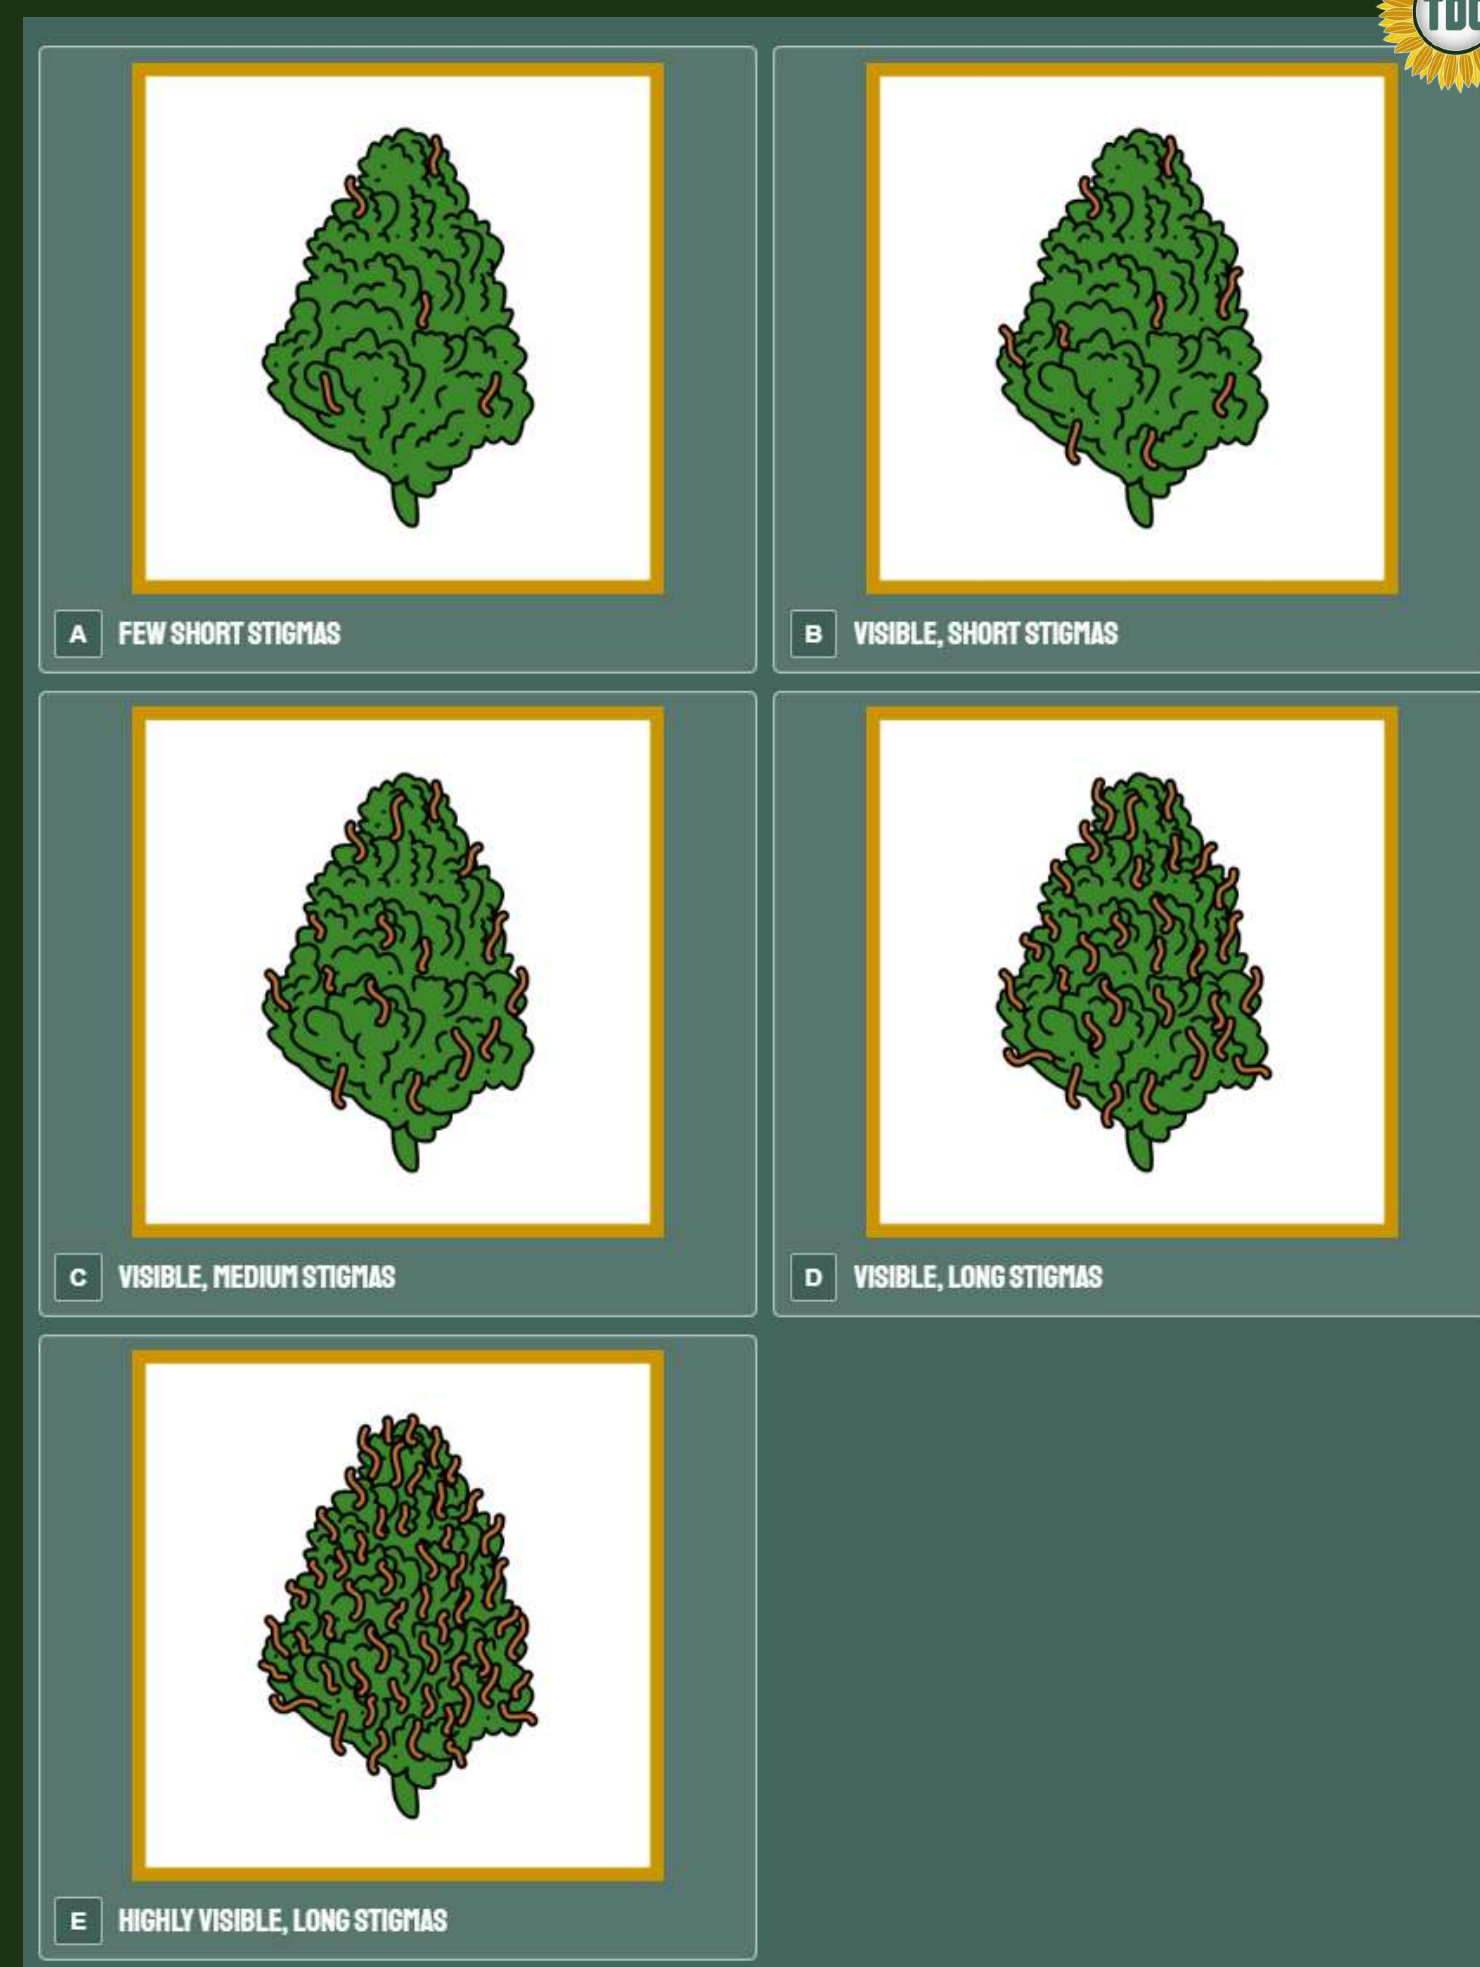 A FEW SHORT STIGMAS
B VISIBLE, SHORT STIGMAS
C VISIBLE, MEDIUM STIGMAS
D VISIBLE, LONG STIGMAS
E HIGHLY VISIBLE, LONG STIGMAS